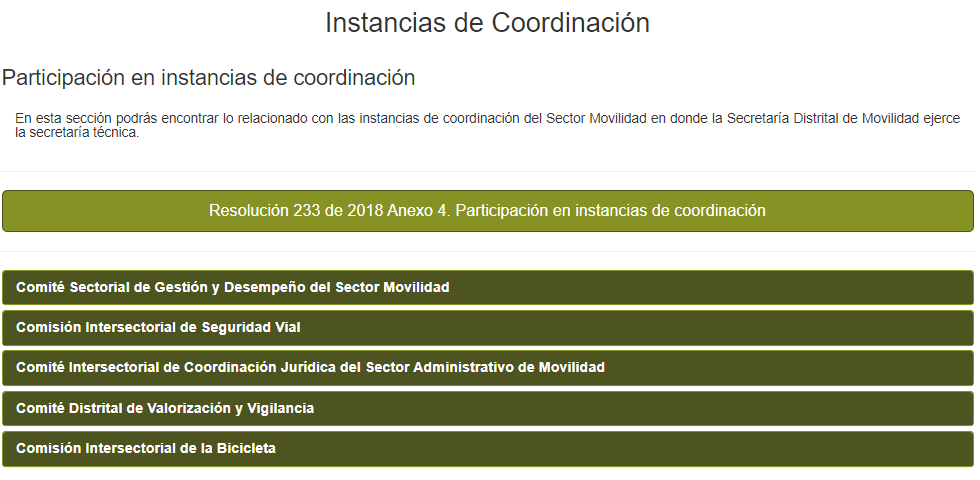 Instancias de Coordinación
Participación en instancias de coordinación
En esta sección podrás encontrar lo relacionado con las instancias de coordinación del Sector Movilidad en donde la Secretaría Distrital de Movilidad ejerce
la secretaría técnica.
Resolución 233 de 2018 Anexo 4. Participación en instancias de coordinación
Comité Sectorial de Gestión y Desempeño del Sector Movilidad
Comisión Intersectorial de Seguridad Vial
Comité Intersectorial de Coordinación Jurídica del Sector Administrativo de Movilidad
Comité Distrital de Valorización y Vigilancia
Comisión Intersectorial de la Bicicleta